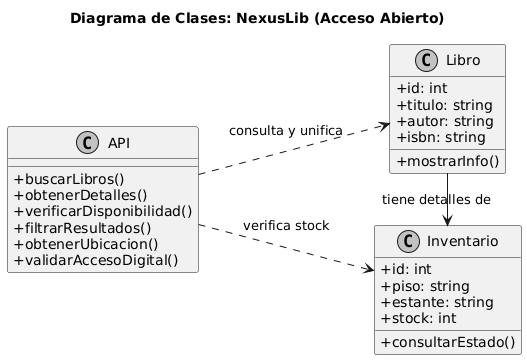 Diagrama de Clases: NexusLib (Acceso Abierto)
C API
+buscarLibros()
+obtenerDetalles()
+verificarDisponibilidad()
+filtrarResultados()
+obtenerUbicacion()
+validarAccesoDigital()
consulta y unifica
verifica stock
C Libro
+id: int
+titulo: string
+autor: string
+isbn: string
+mostrarInfo()
tiene detalles de
C Inventario
+id: int
+piso: string
+estante: string
+stock: int
+consultarEstado()